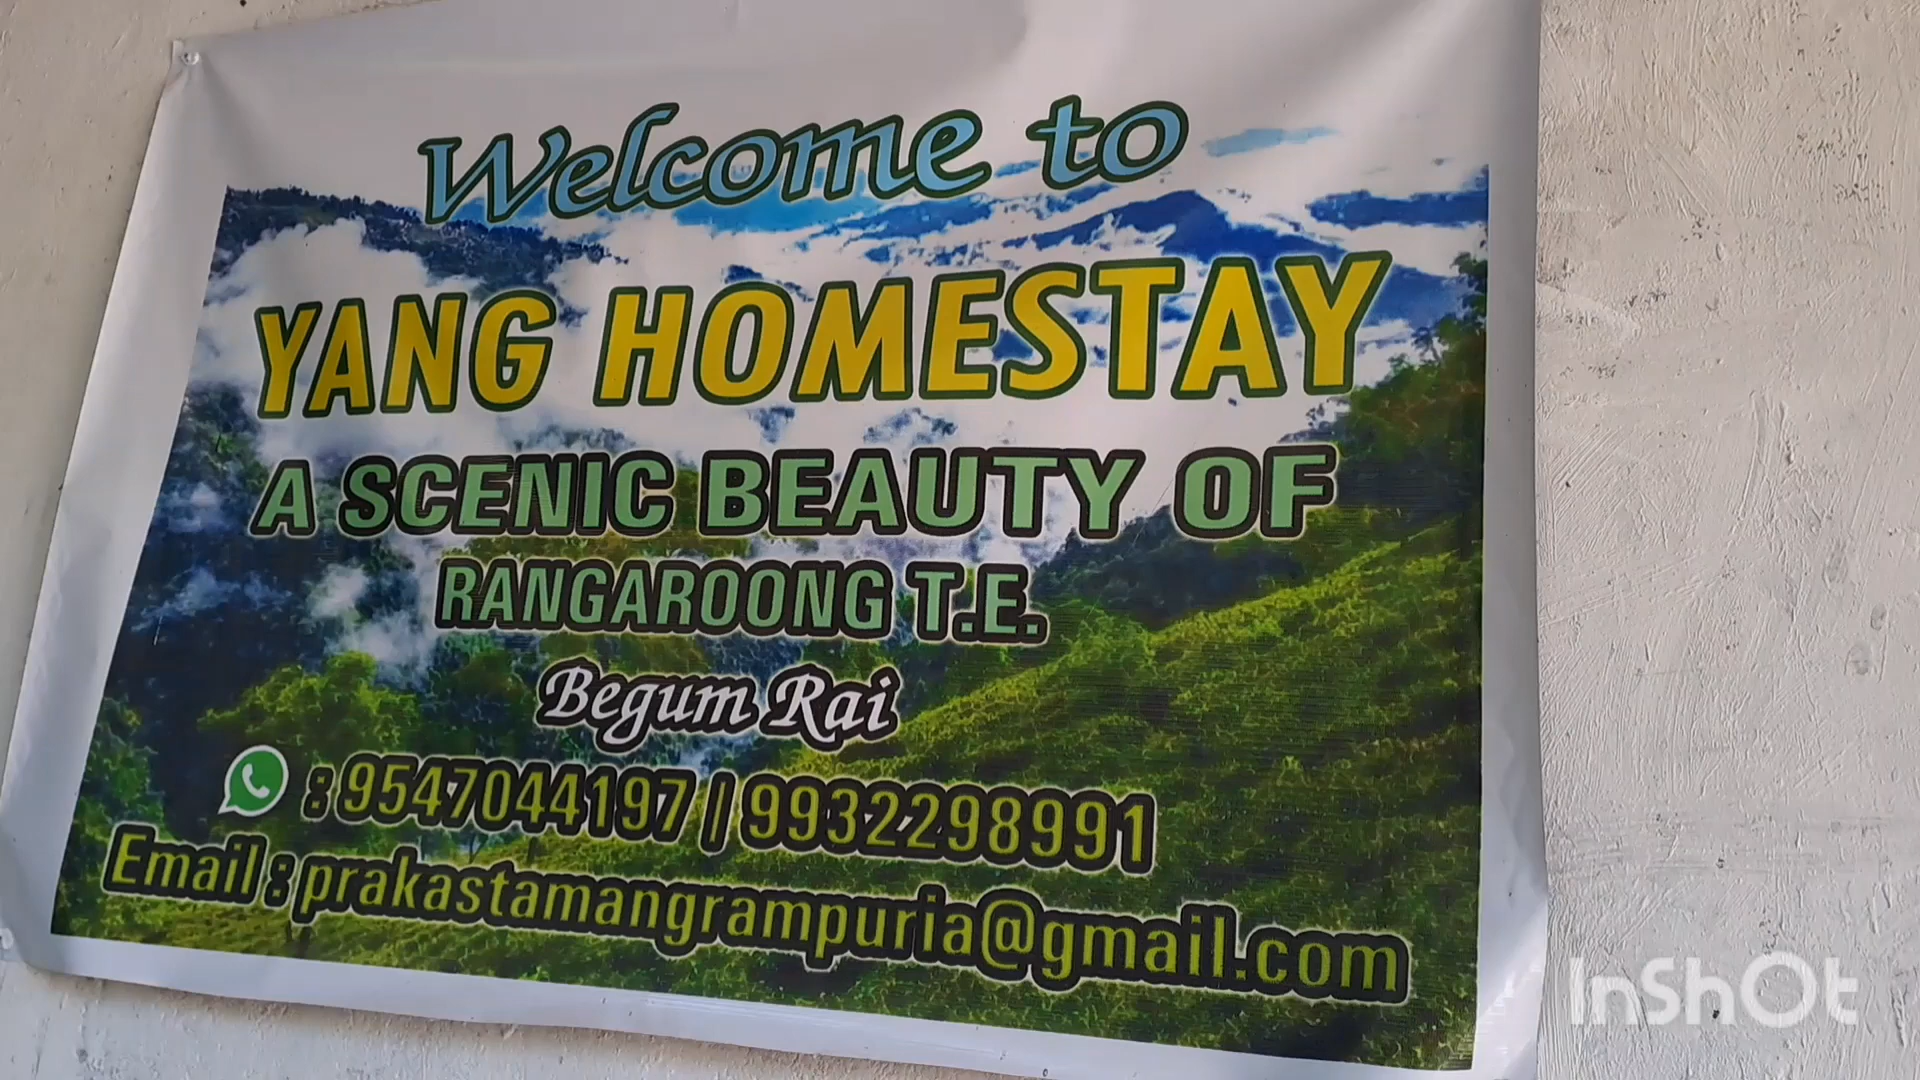 Welcome to
YANG HOMESTAY
A SCENIC BEAUTY OF
RANGAROONG T.E.
Begum Rai
: 9547044197 | 9932298991
Email : prakastamangrampuria@gmail.com
InShOt